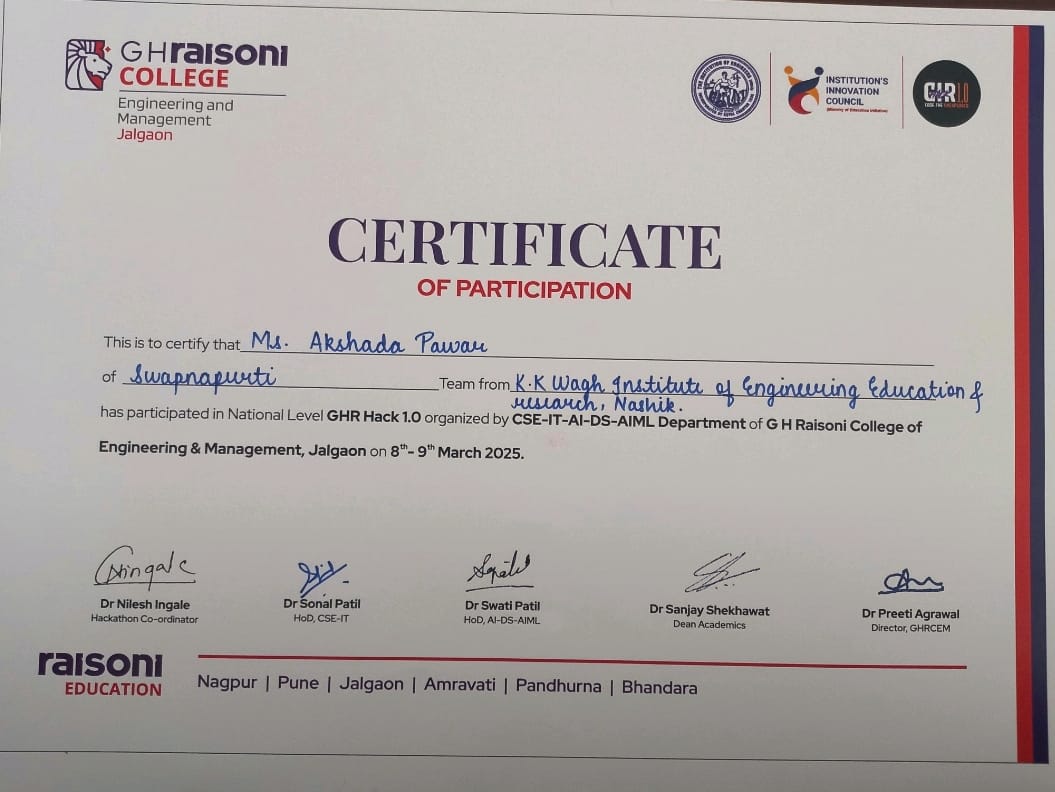 GHraisoni
COLLEGE
Engineering and
Management
Jalgaon
INSTITUTION'S
INNOVATION
COUNCIL
(Ministry of Education Initiative)
GHR 1.0
CERTIFICATE
OF PARTICIPATION
This is to certify that Ms. Akshada Pawar
of Swapnapurti Team from K.K Wagh Institute of Engineering Education &
research, Nashik.
has participated in National Level GHR Hack 1.0 organized by CSE-IT-AI-DS-AIML Department of G H Raisoni College of
Engineering & Management, Jalgaon on 8th- 9th March 2025.
Dr Nilesh Ingale
Hackathon Co-ordinator
Dr Sonal Patil
HoD, CSE-IT
Dr Swati Patil
HoD, AI-DS-AIML
Dr Sanjay Shekhawat
Dean Academics
Dr Preeti Agrawal
Director, GHRCEM
raisoni
EDUCATION
Nagpur | Pune | Jalgaon | Amravati | Pandhurna | Bhandara